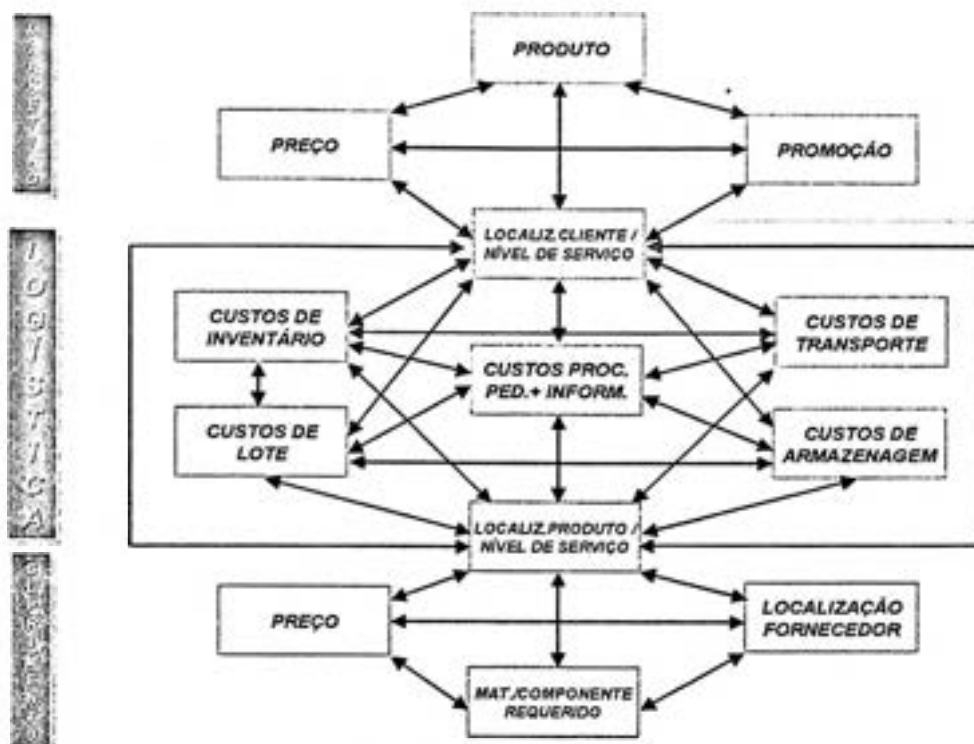 PRODUTO
PREÇO
PROMOÇÃO
LOCALIZ.CLIENTE /
NÍVEL DE SERVIÇO
LOGÍSTICA
CUSTOS DE
INVENTÁRIO
CUSTOS DE
TRANSPORTE
CUSTOS PROC.
PED.+ INFORM.
CUSTOS DE
LOTE
CUSTOS DE
ARMAZENAGEM
LOCALIZ.PRODUTO /
NÍVEL DE SERVIÇO
PREÇO
LOCALIZAÇÃO
FORNECEDOR
MAT./COMPONENTE
REQUERIDO